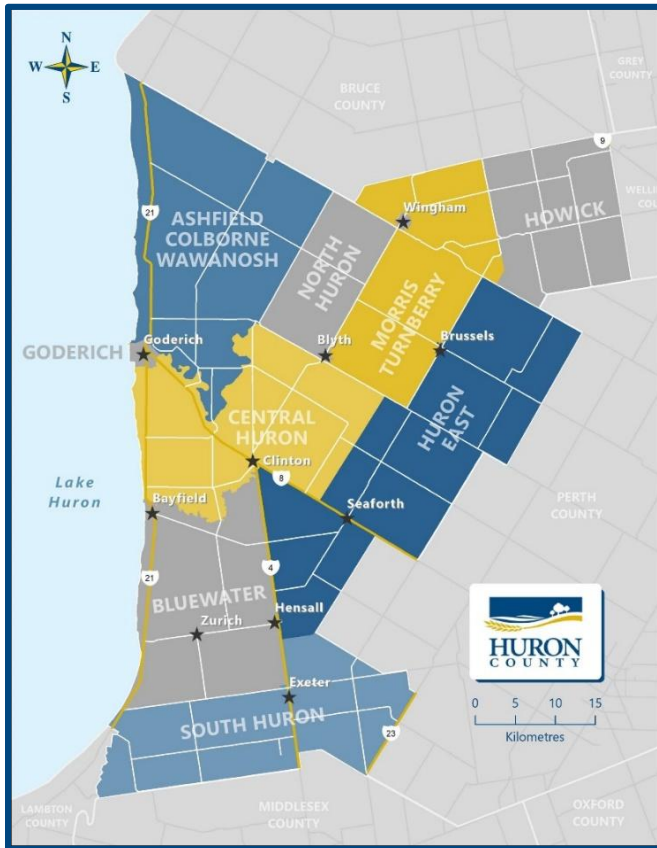 N
W E
S
BRUCE
COUNTY
GREY
COUNTY
9
Wingham
HOWICK
21
ASHFIELD
COLBORNE
WAWANOSH
NORTH
HURON
MORRIS
TURNBERRY
GODERICH
Goderich
Blyth
Brussels
CENTRAL
HURON
HURON
EAST
Clinton
8
Lake
Huron
Bayfield
Seaforth
PERTH
COUNTY
21
4
BLUEWATER
Zurich
Hensall
HURON
COUNTY
Exeter
SOUTH HURON
23
0 5 10 15
Kilometres
LAMBTON
COUNTY
MIDDLESEX
COUNTY
OXFORD
COUNTY